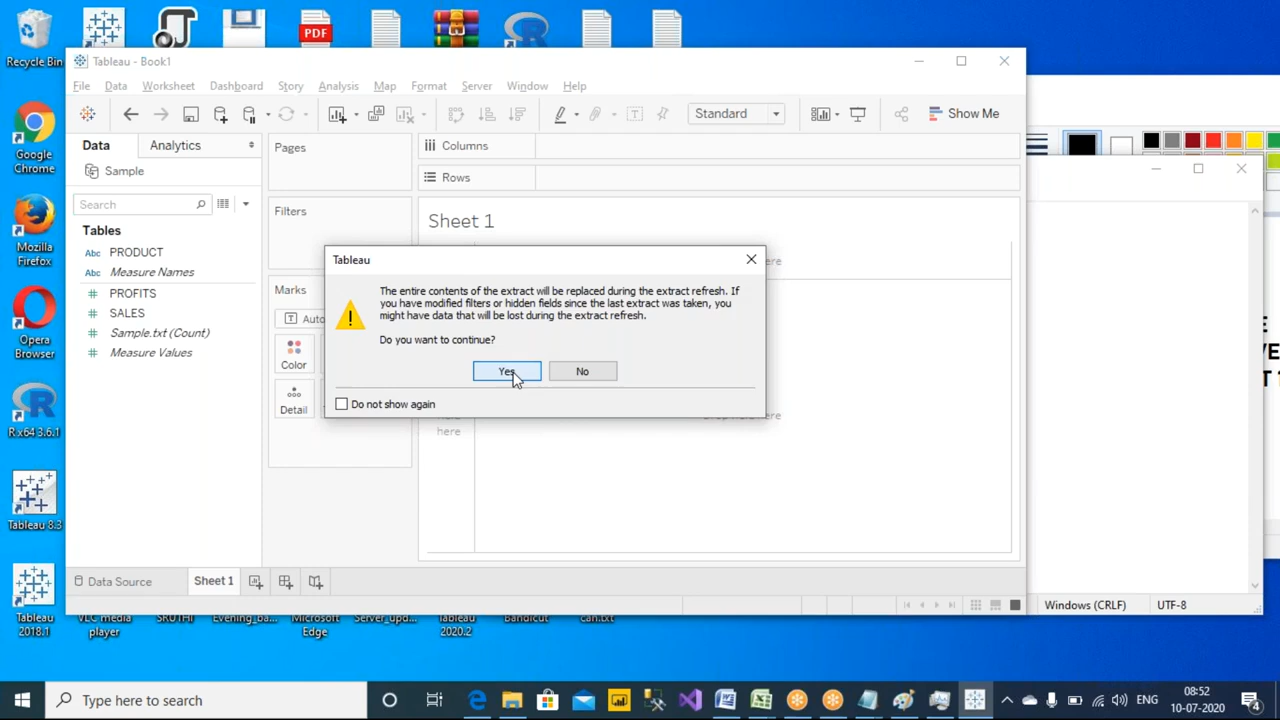 Recycle Bin
PDF
Tableau - Book1
File Data Worksheet Dashboard Story Analysis Map Format Server Window Help
Standard
Show Me
Data
Analytics
Pages
Columns
Rows
Sample
Search
Filters
Sheet 1
Tables
Abc PRODUCT
Abc Measure Names
# PROFITS
# SALES
# Sample.txt (Count)
# Measure Values
Marks
Color
Detail
here
Tableau
The entire contents of the extract will be replaced during the extract refresh. If
you have modified filters or hidden fields since the last extract was taken, you
might have data that will be lost during the extract refresh.
Do you want to continue?
Yes
No
Do not show again
Data Source
Sheet 1
Google
Chrome
Mozilla
Firefox
Opera
Browser
R x64 3.6.1
Tableau 8.3
Tableau
2018.1
VLC media
player
SRUTHI
Evening_ba...
Microsoft
Edge
Server_upd...
Tableau
2020.2
Bandicut
can.txt
Windows (CRLF)
UTF-8
Type here to search
ENG
08:52
10-07-2020
4